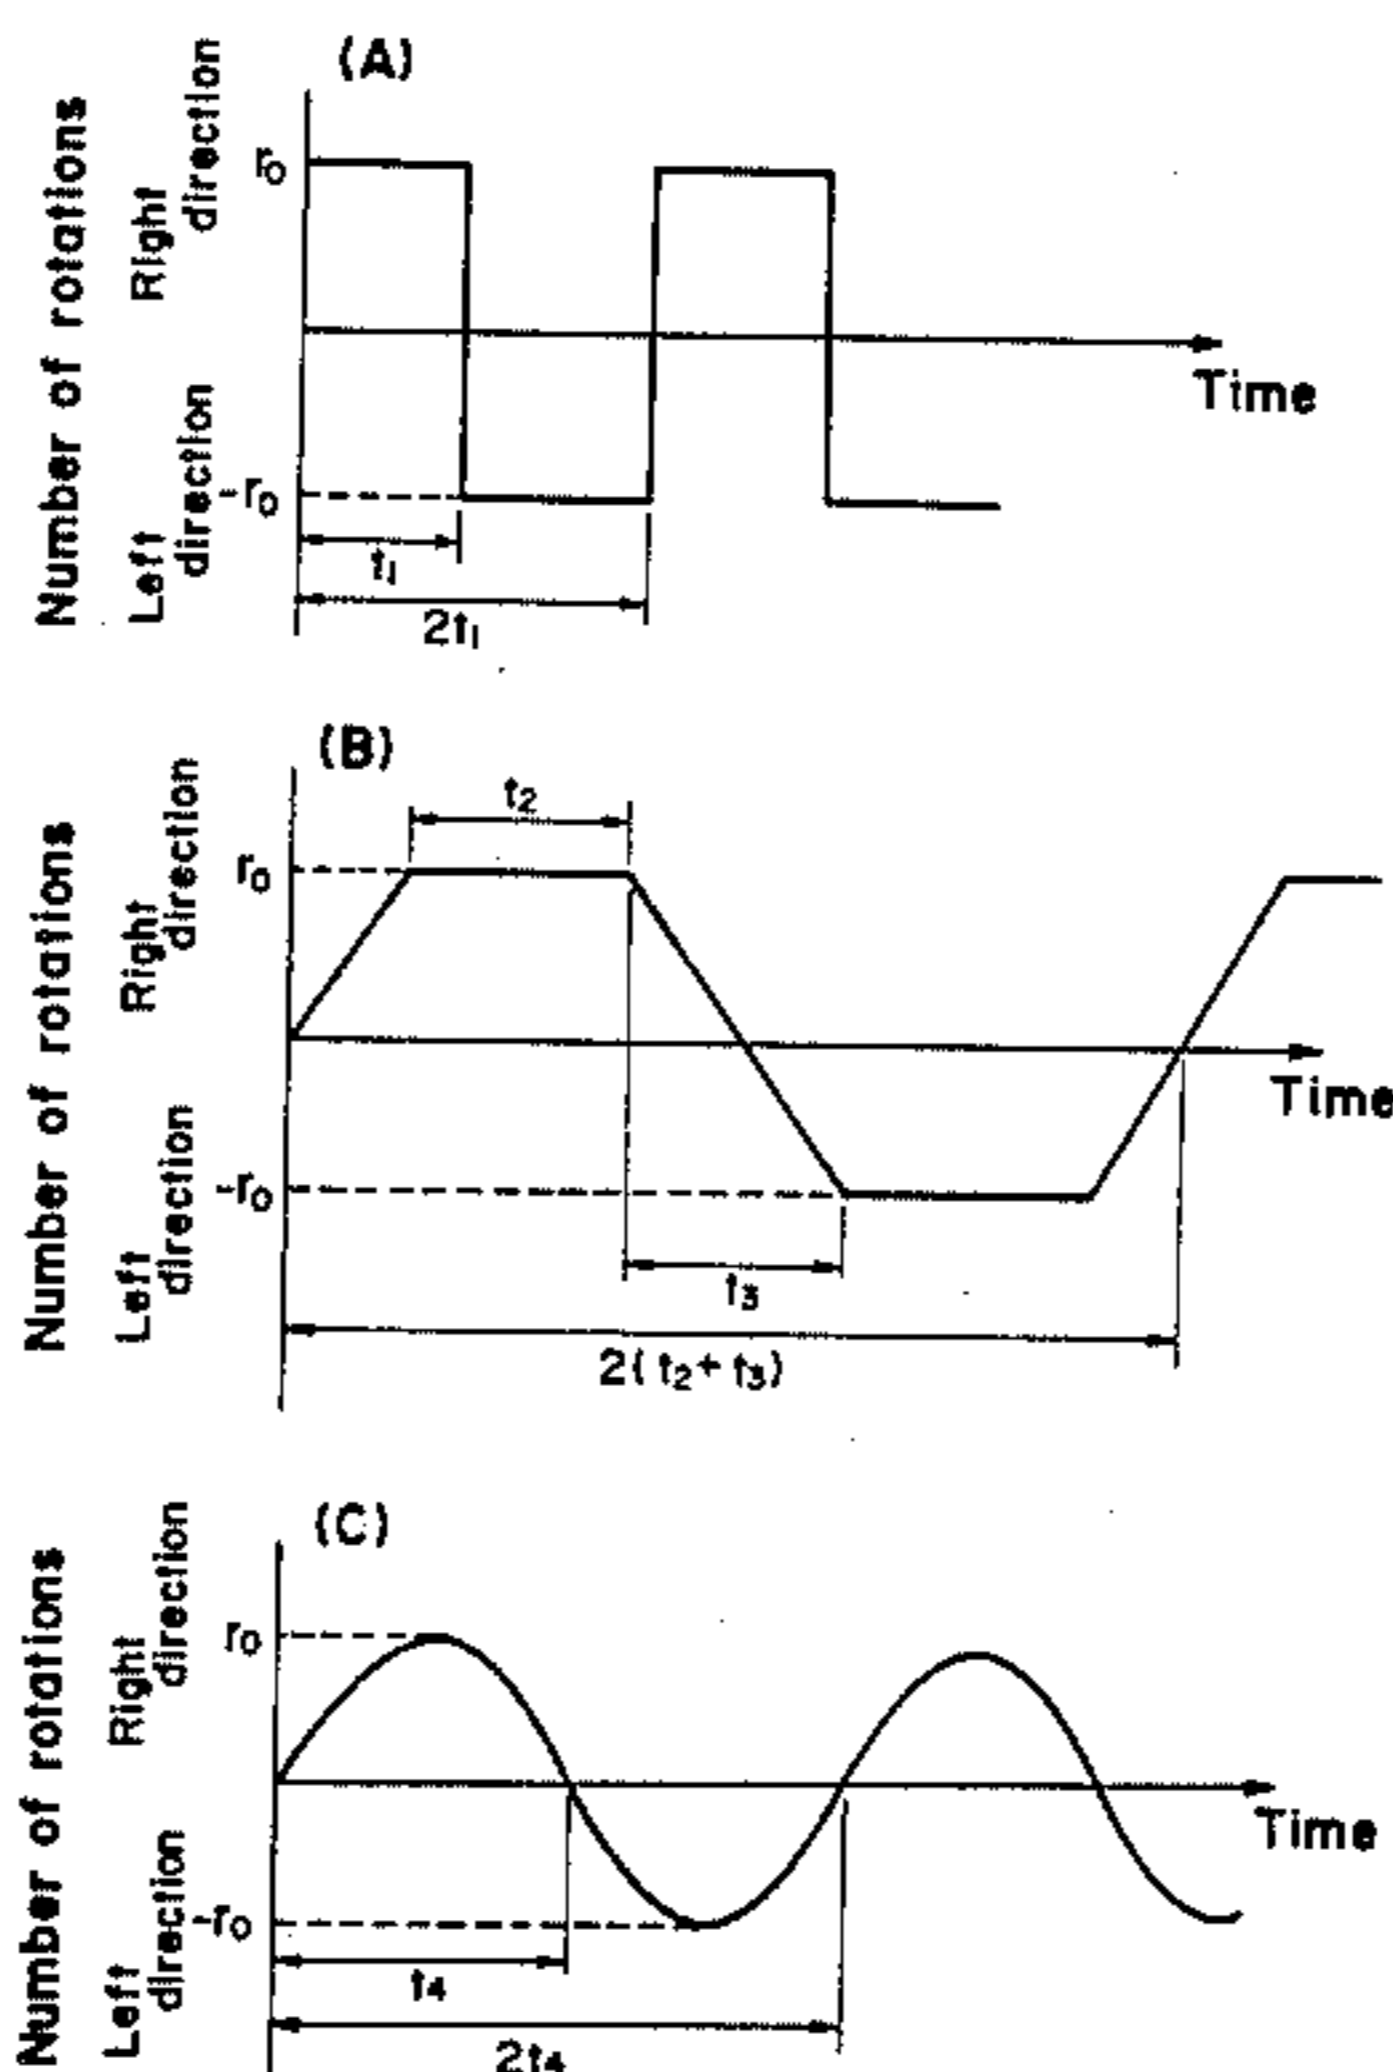 (A)
Number of rotations
Right direction
Left direction
r₀
-r₀
Time
t₁
2t₁
(B)
Number of rotations
Right direction
Left direction
t₂
r₀
-r₀
Time
t₃
2(t₂+t₃)
(C)
Number of rotations
Right direction
Left direction
r₀
-r₀
Time
t₄
2t₄